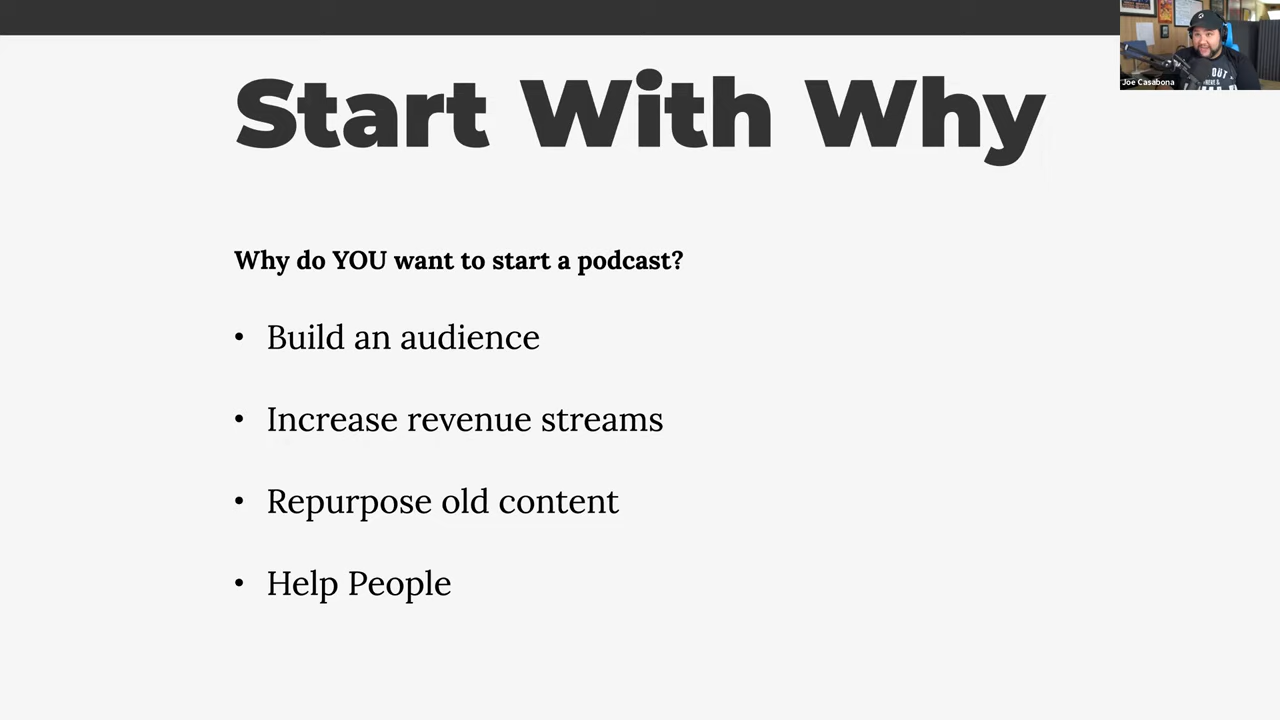 Start With Why
Joe Casabona
OUT
Why do YOU want to start a podcast?
• Build an audience
• Increase revenue streams
• Repurpose old content
• Help People